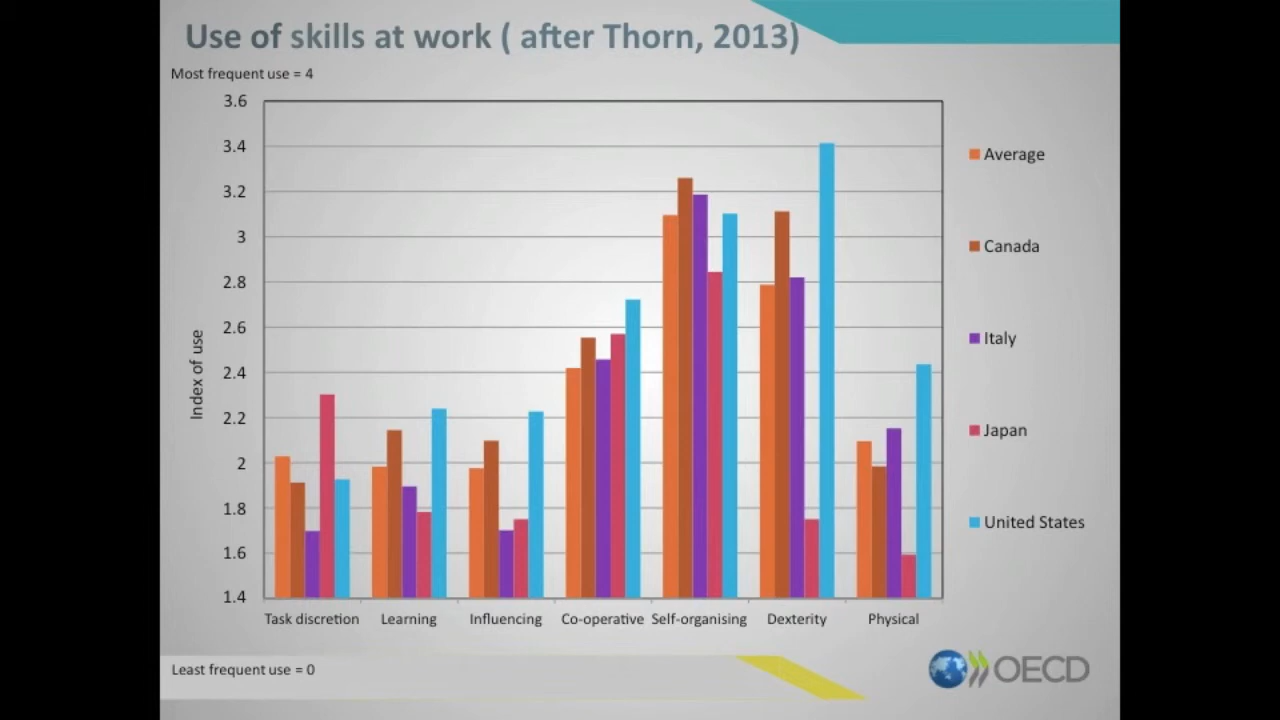 Use of skills at work ( after Thorn, 2013)
Most frequent use = 4
3.6
3.4
3.2
3
2.8
2.6
2.4
2.2
2
1.8
1.6
1.4
Index of use
Task discretion Learning Influencing Co-operative Self-organising Dexterity Physical
Average
Canada
Italy
Japan
United States
Least frequent use = 0
OECD